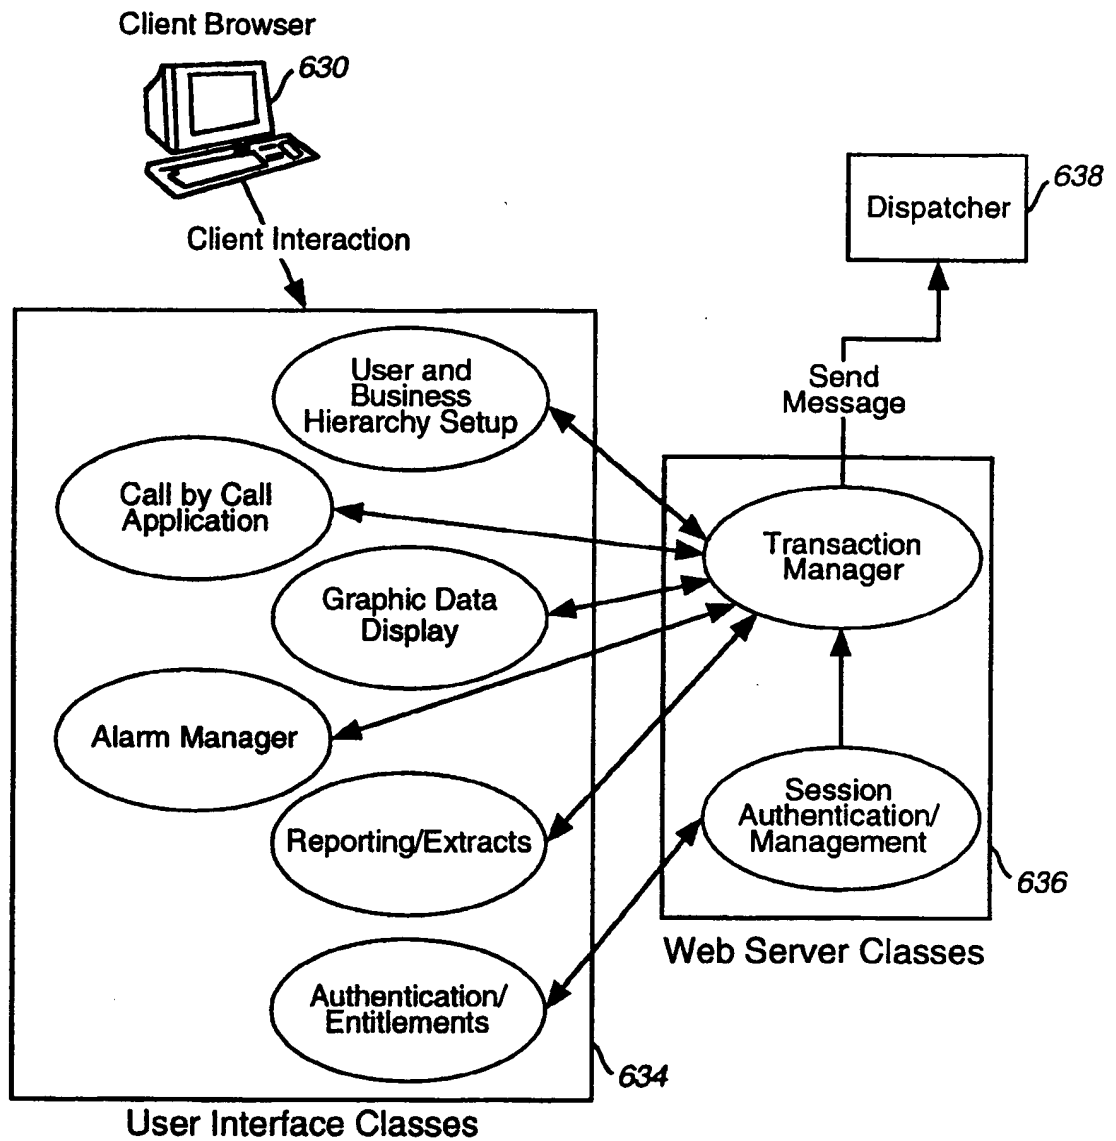 Client Browser
630
638
Dispatcher
Client Interaction
User and
Business
Hierarchy Setup
Send
Message
Call by Call
Application
Transaction
Manager
Graphic Data
Display
Alarm Manager
Session
Authentication/
Management
Reporting/Extracts
636
Web Server Classes
Authentication/
Entitlements
634
User Interface Classes